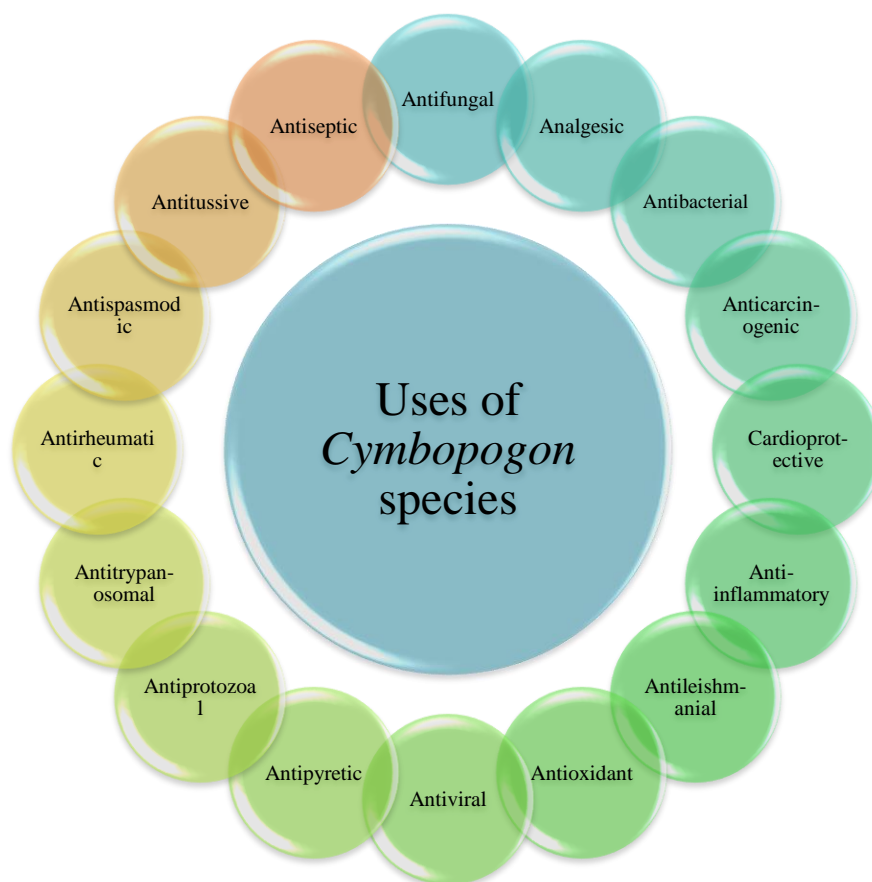 Antifungal
Analgesic
Antibacterial
Anticarcin-
ogenic
Cardioprot-
ective
Anti-
inflammatory
Antileishm-
anial
Antioxidant
Antiviral
Antipyretic
Antiprotozoa
l
Antitrypan-
osomal
Antirheumati
c
Antispasmod
ic
Antitussive
Antiseptic
Uses of
Cymbopogon
species